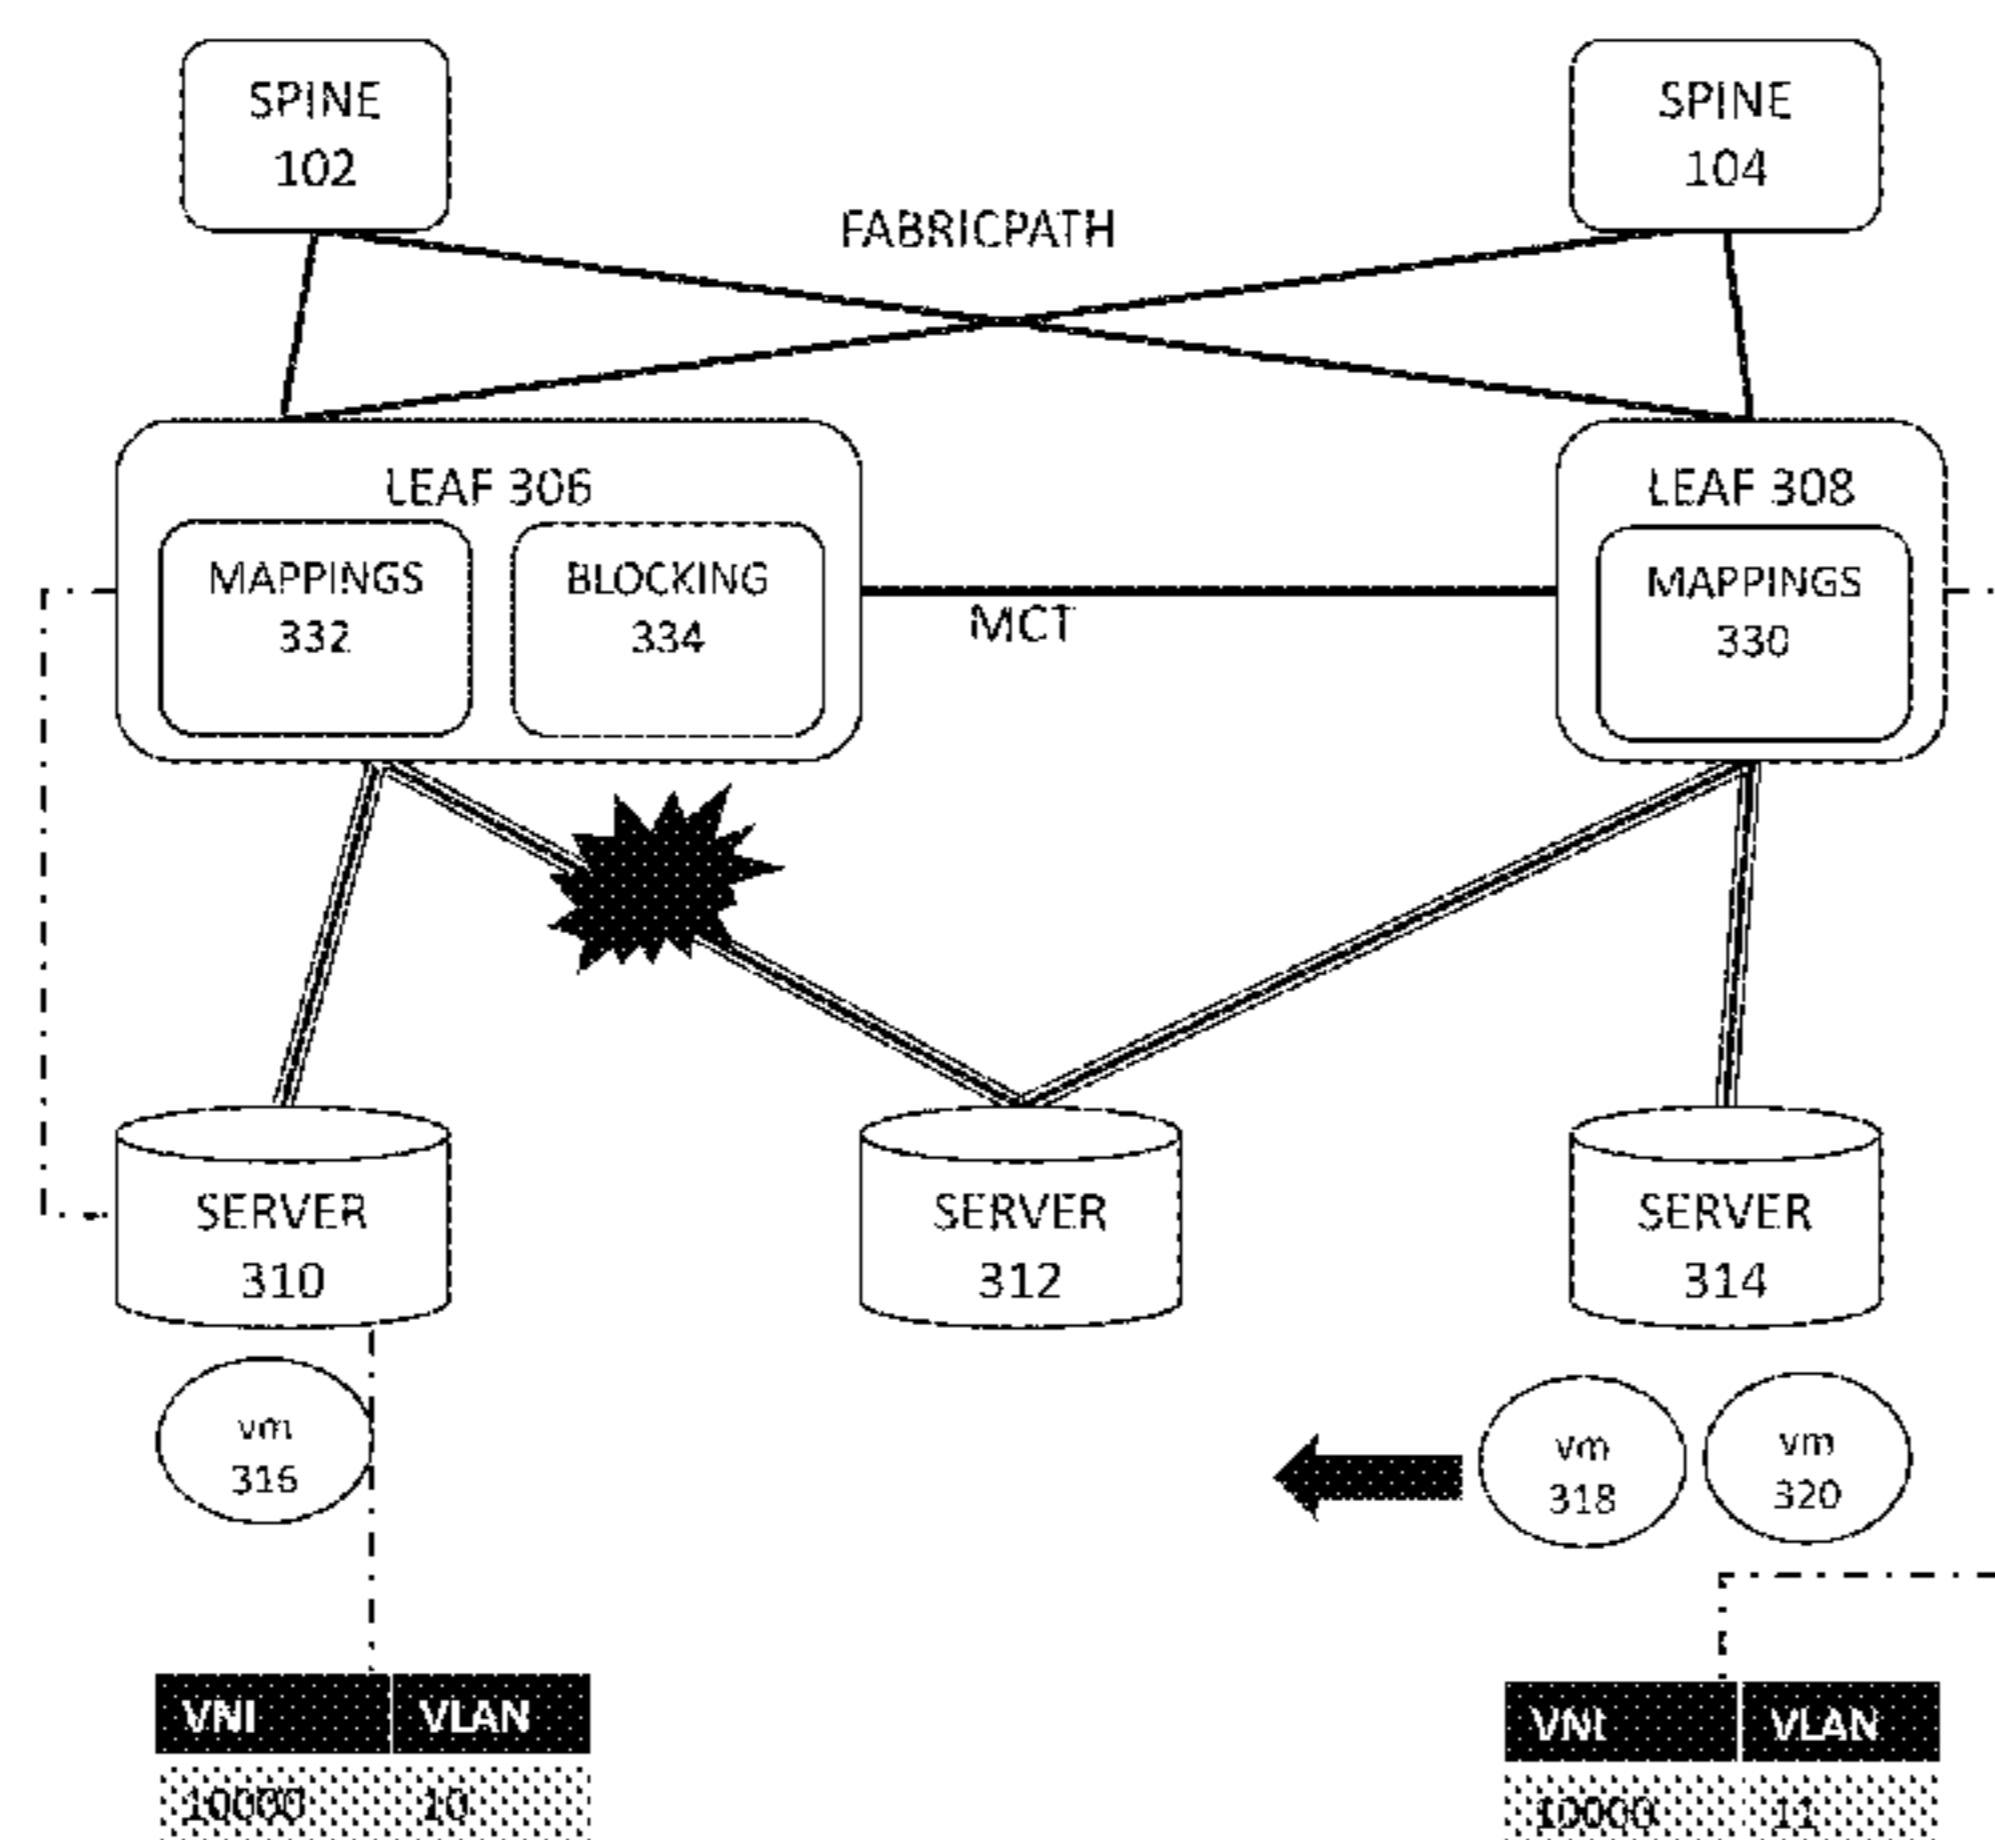 SPINE
102
SPINE
104
FABRICPATH
LEAF 306
LEAF 308
MAPPINGS
332
BLOCKING
334
MCT
MAPPINGS
330
SERVER
310
SERVER
312
SERVER
314
vm
316
vm
318
vm
320
VNI VLAN
10000 10
VNI VLAN
10000 11